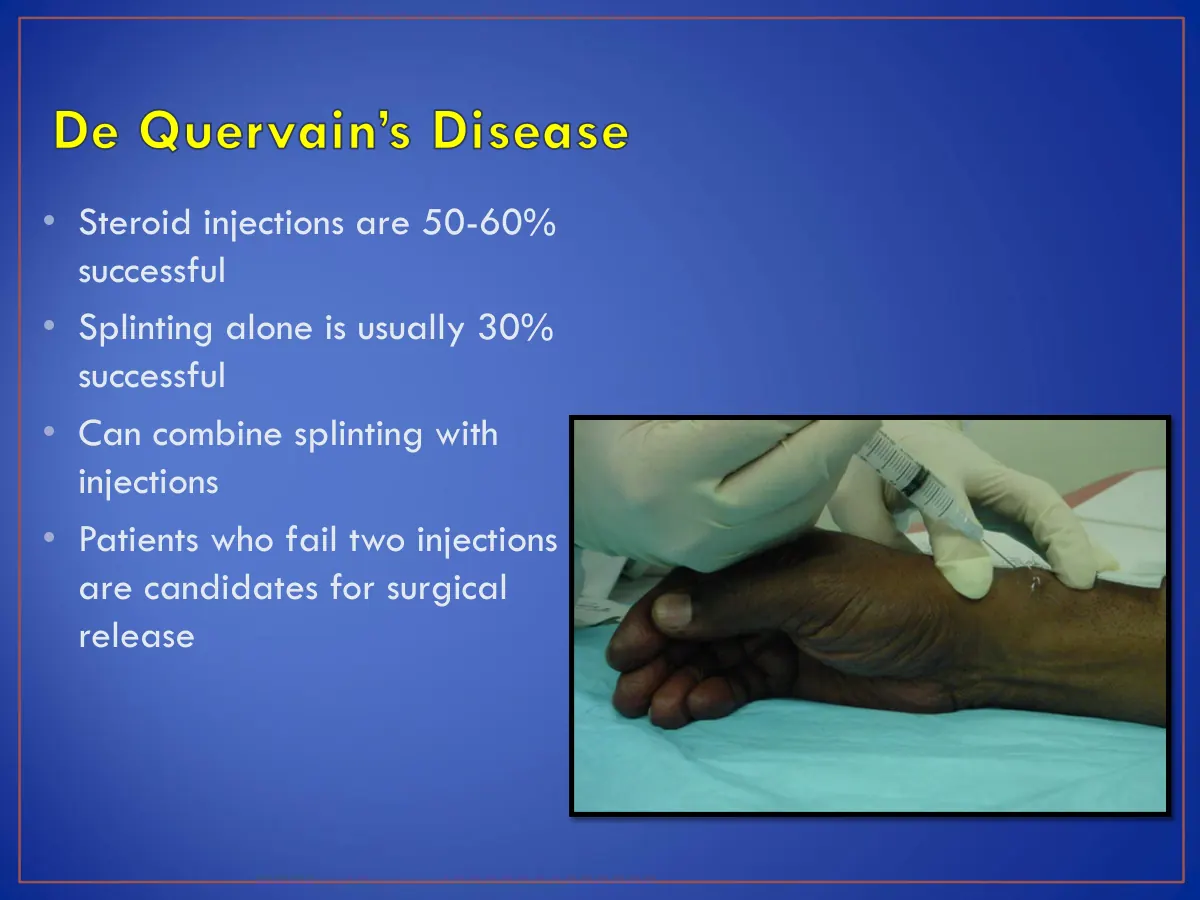 De Quervain’s Disease
• Steroid injections are 50-60%
successful
• Splinting alone is usually 30%
successful
• Can combine splinting with
injections
• Patients who fail two injections
are candidates for surgical
release